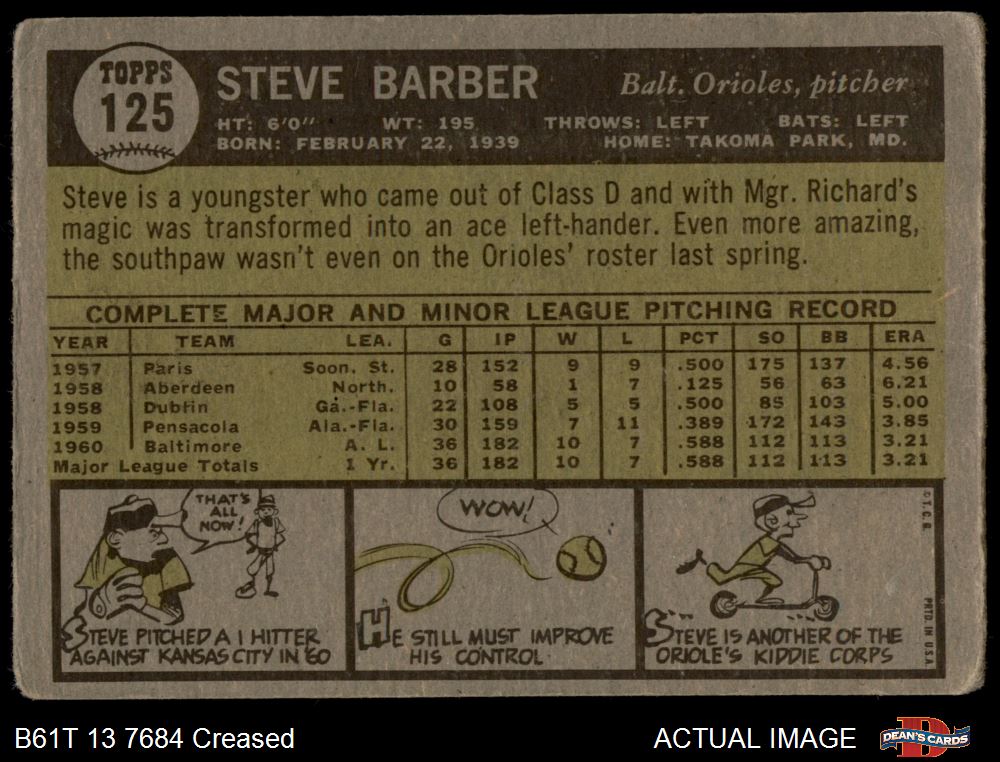 TOPPS
125
STEVE BARBER
Balt. Orioles, pitcher
HT: 6'0" WT: 195 THROWS: LEFT BATS: LEFT
BORN: FEBRUARY 22, 1939 HOME: TAKOMA PARK, MD.
Steve is a youngster who came out of Class D and with Mgr. Richard's
magic was transformed into an ace left-hander. Even more amazing,
the southpaw wasn't even on the Orioles' roster last spring.
COMPLETE MAJOR AND MINOR LEAGUE PITCHING RECORD
YEAR TEAM LEA. G IP W L PCT SO BB ERA
1957 Paris Soon. St. 28 152 9 9 .500 175 137 4.56
1958 Aberdeen North. 10 58 1 7 .125 56 63 6.21
1958 Dublin Ga.-Fla. 22 108 5 5 .500 85 103 5.00
1959 Pensacola Ala.-Fla. 30 159 7 11 .389 172 143 3.85
1960 Baltimore A. L. 36 182 10 7 .588 112 113 3.21
Major League Totals 1 Yr. 36 182 10 7 .588 112 113 3.21
THAT'S
ALL
NOW!
STEVE PITCHED A 1 HITTER
AGAINST KANSAS CITY IN '60
WOW!
HE STILL MUST IMPROVE
HIS CONTROL
STEVE IS ANOTHER OF THE
ORIOLE'S KIDDIE CORPS
© T. C. G.
PRTD. IN U.S.A.
B61T 13 7684 Creased
ACTUAL IMAGE
D
DEAN'S CARDS